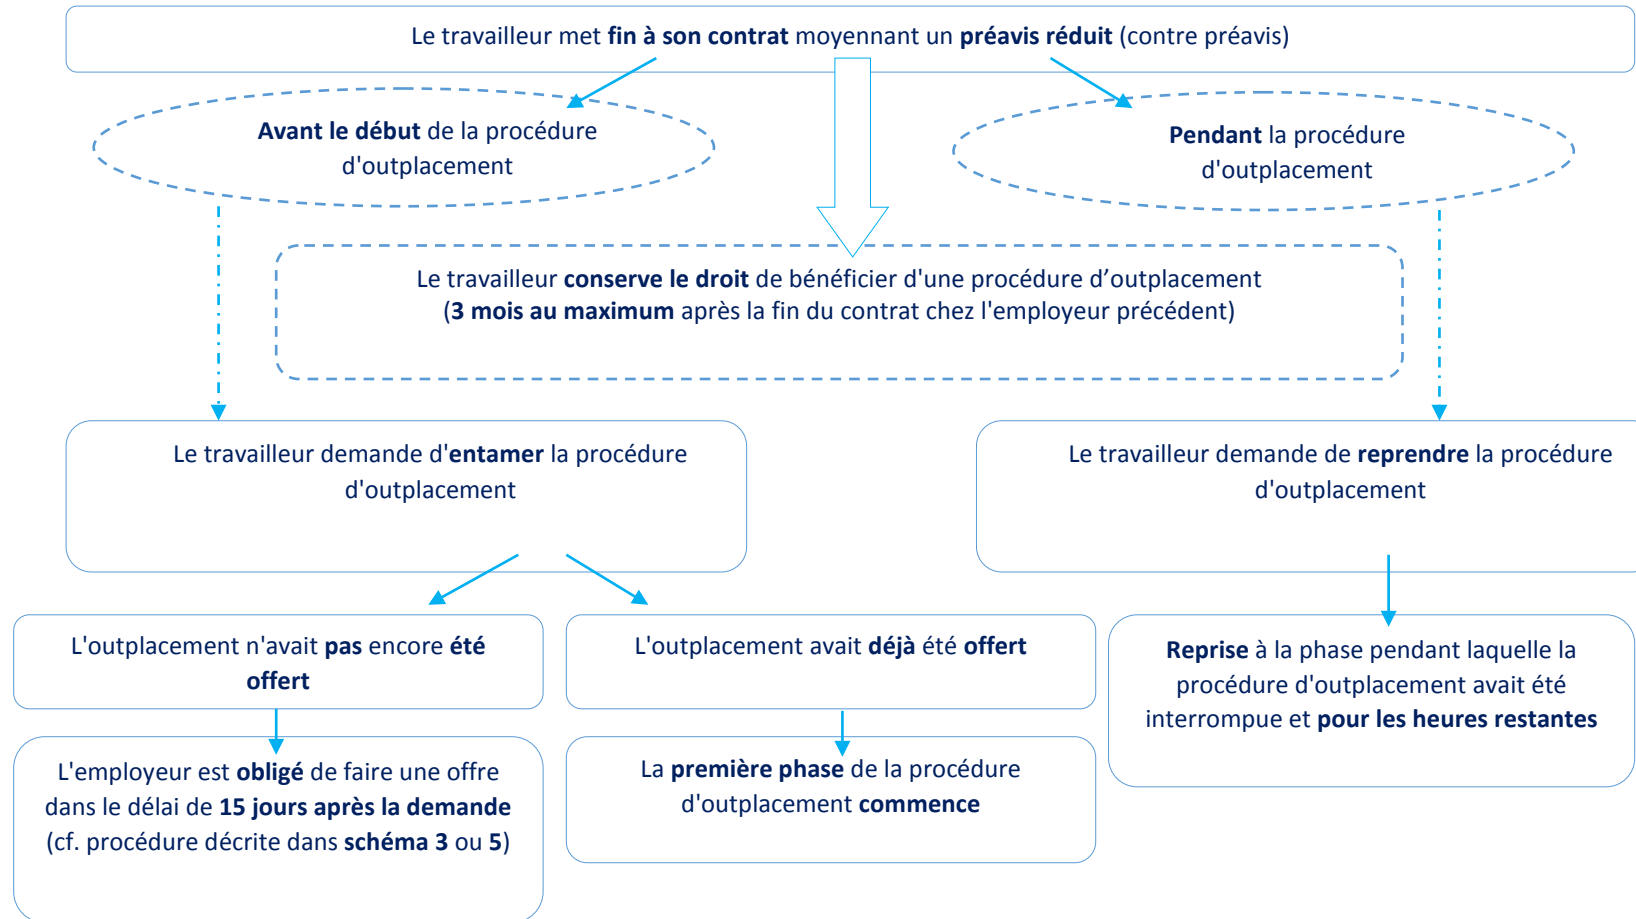 Le travailleur met fin à son contrat moyennant un préavis réduit (contre préavis)
Avant le début de la procédure
d'outplacement
Pendant la procédure
d'outplacement
Le travailleur conserve le droit de bénéficier d'une procédure d’outplacement
(3 mois au maximum après la fin du contrat chez l'employeur précédent)
Le travailleur demande d'entamer la procédure
d'outplacement
Le travailleur demande de reprendre la procédure
d'outplacement
L'outplacement n'avait pas encore été
offert
L'outplacement avait déjà été offert
Reprise à la phase pendant laquelle la
procédure d'outplacement avait été
interrompue et pour les heures restantes
L'employeur est obligé de faire une offre
dans le délai de 15 jours après la demande
(cf. procédure décrite dans schéma 3 ou 5)
La première phase de la procédure
d'outplacement commence